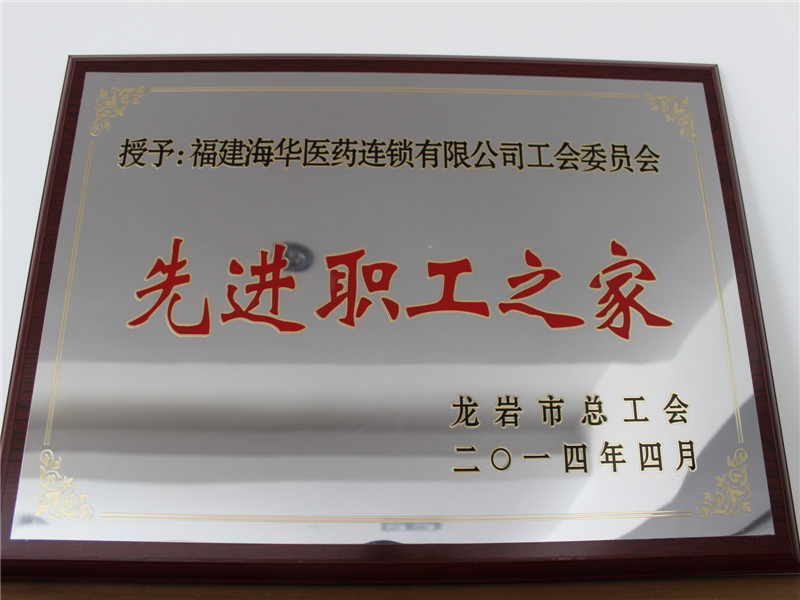 授予:福建海华医药连锁有限公司工会委员会
先进职工之家
龙岩市总工会
二〇一四年四月